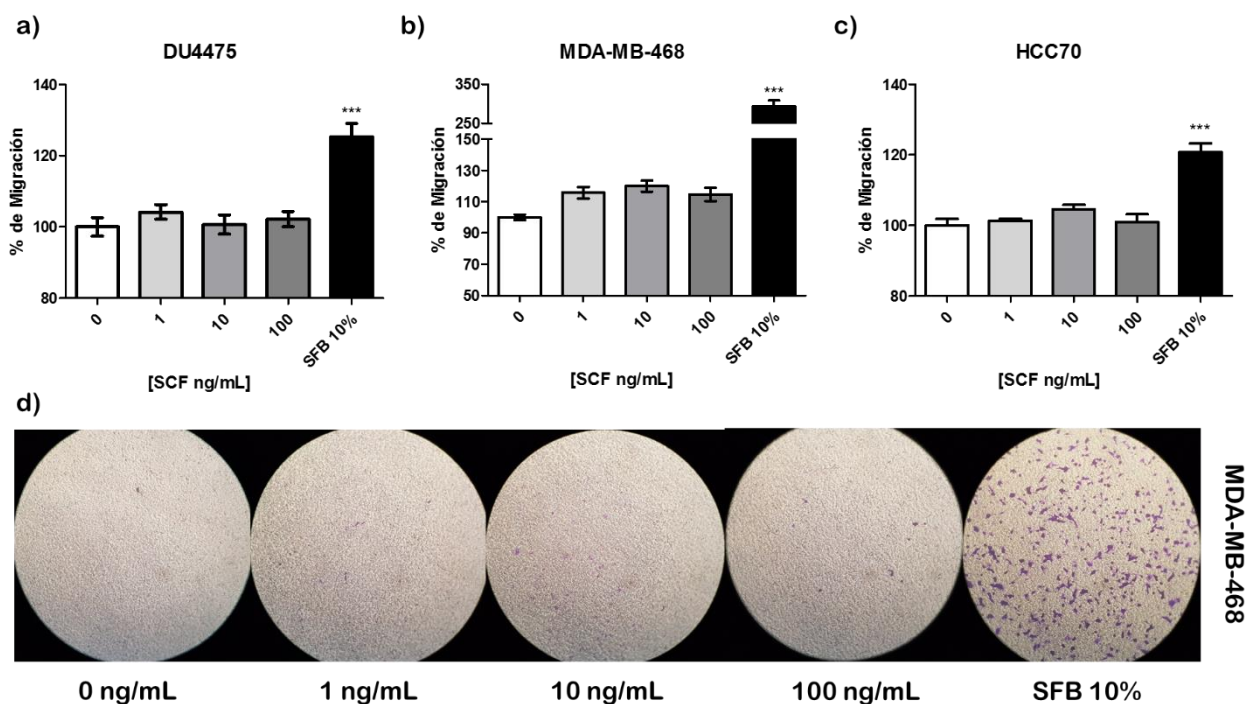 a)
DU4475
% de Migración
140
120
100
80
***
0
1
10
100
SFB 10%
[SCF ng/mL]
b)
MDA-MB-468
% de Migración
350
250
150
130
110
90
70
50
***
0
1
10
100
SFB 10%
[SCF ng/mL]
c)
HCC70
% de Migración
140
120
100
80
***
0
1
10
100
SFB 10%
[SCF ng/mL]
d)
MDA-MB-468
0 ng/mL
1 ng/mL
10 ng/mL
100 ng/mL
SFB 10%